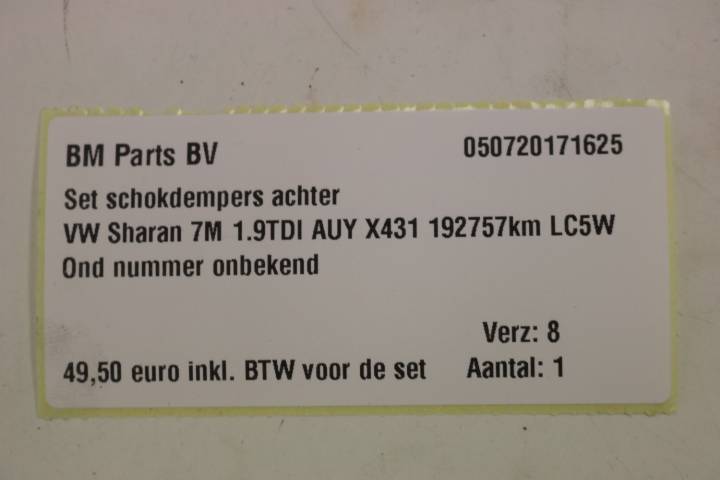 BM Parts BV 050720171625
Set schokdempers achter
VW Sharan 7M 1.9TDI AUY X431 192757km LC5W
Ond nummer onbekend
Verz: 8
49,50 euro inkl. BTW voor de set Aantal: 1